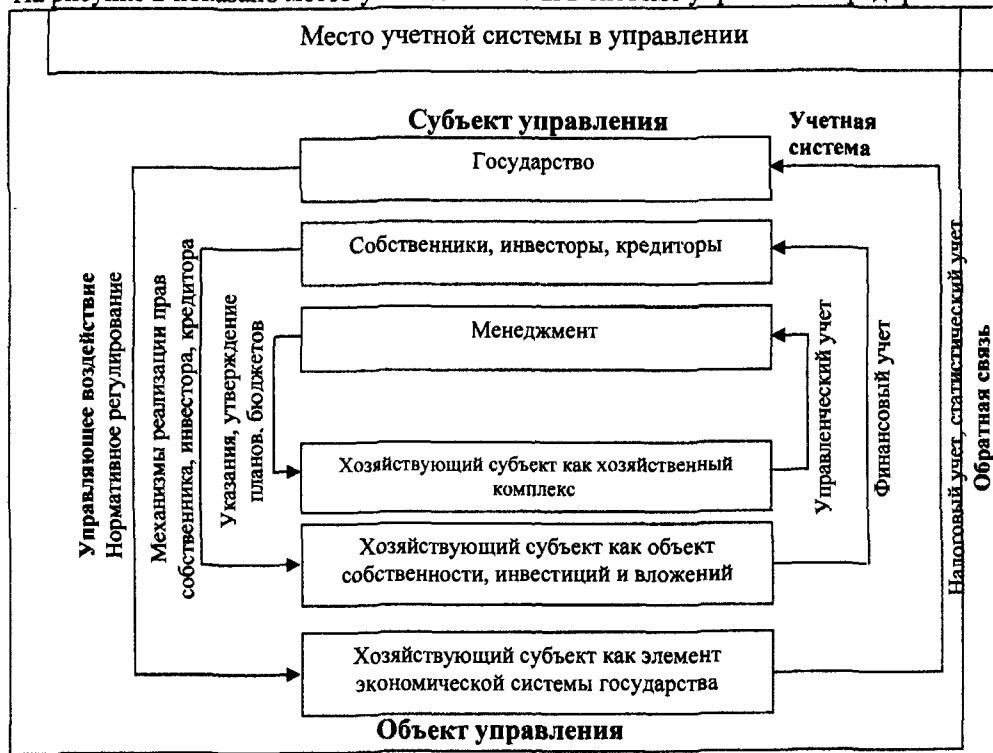 Место учетной системы в управлении
Субъект управления
Учетная
система
Государство
Собственники, инвесторы, кредиторы
Менеджмент
Хозяйствующий субъект как хозяйственный
комплекс
Хозяйствующий субъект как объект
собственности, инвестиций и вложений
Хозяйствующий субъект как элемент
экономической системы государства
Объект управления
Управляющее воздействие
Нормативное регулирование
Механизмы реализации прав
собственника, инвестора, кредитора
Указания, утверждение
планов. бюджетов
Управленческий учет
Финансовый учет
Налоговый учет, статистический учет
Обратная связь